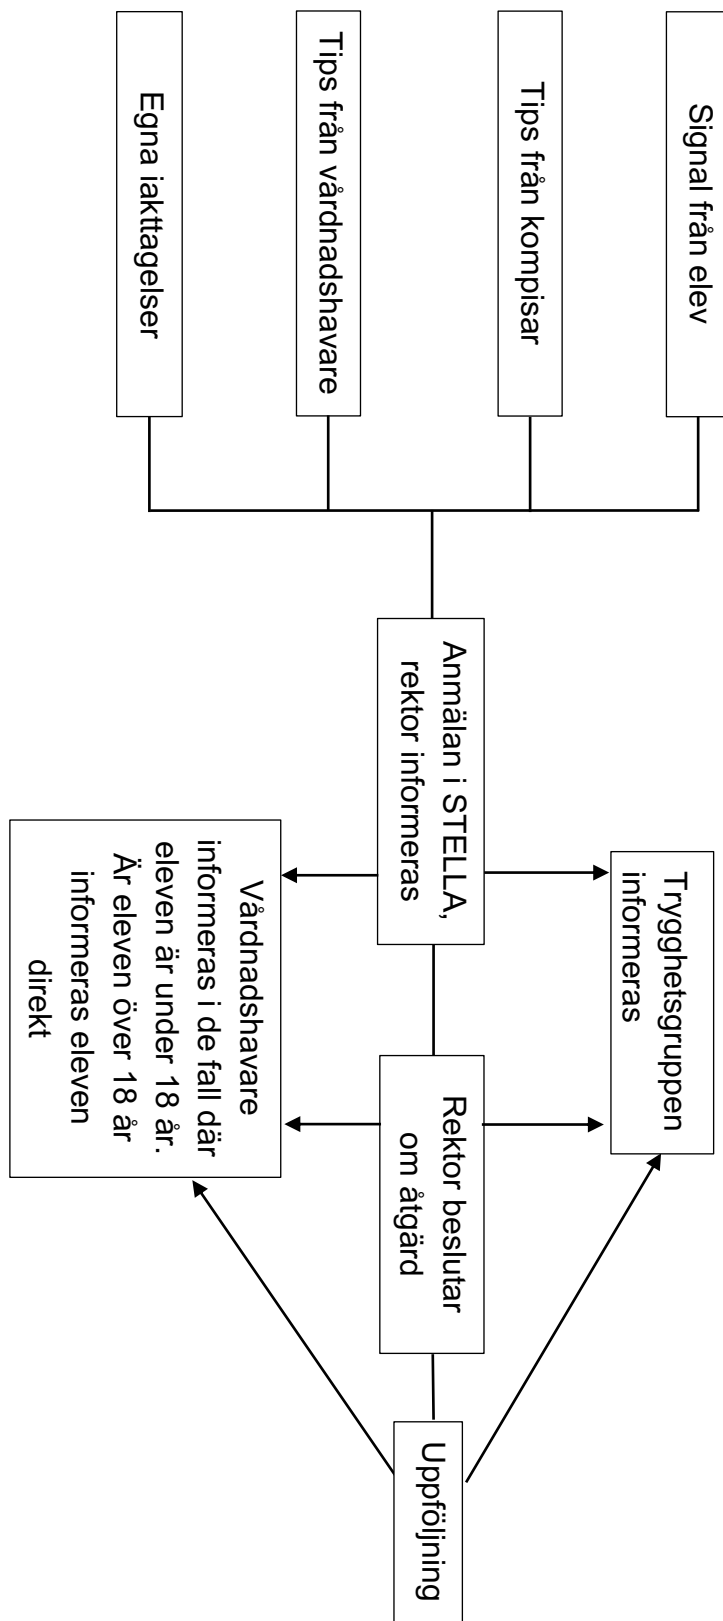 Signal från elev
Tips från kompisar
Tips från vårdnadshavare
Egna iakttagelser
Anmälan i STELLA,
rektor informeras
Trygghetsgruppen
informeras
Vårdnadshavare
informeras i de fall där
eleven är under 18 år.
Är eleven över 18 år
informeras eleven
direkt
Rektor beslutar
om åtgärd
Uppföljning